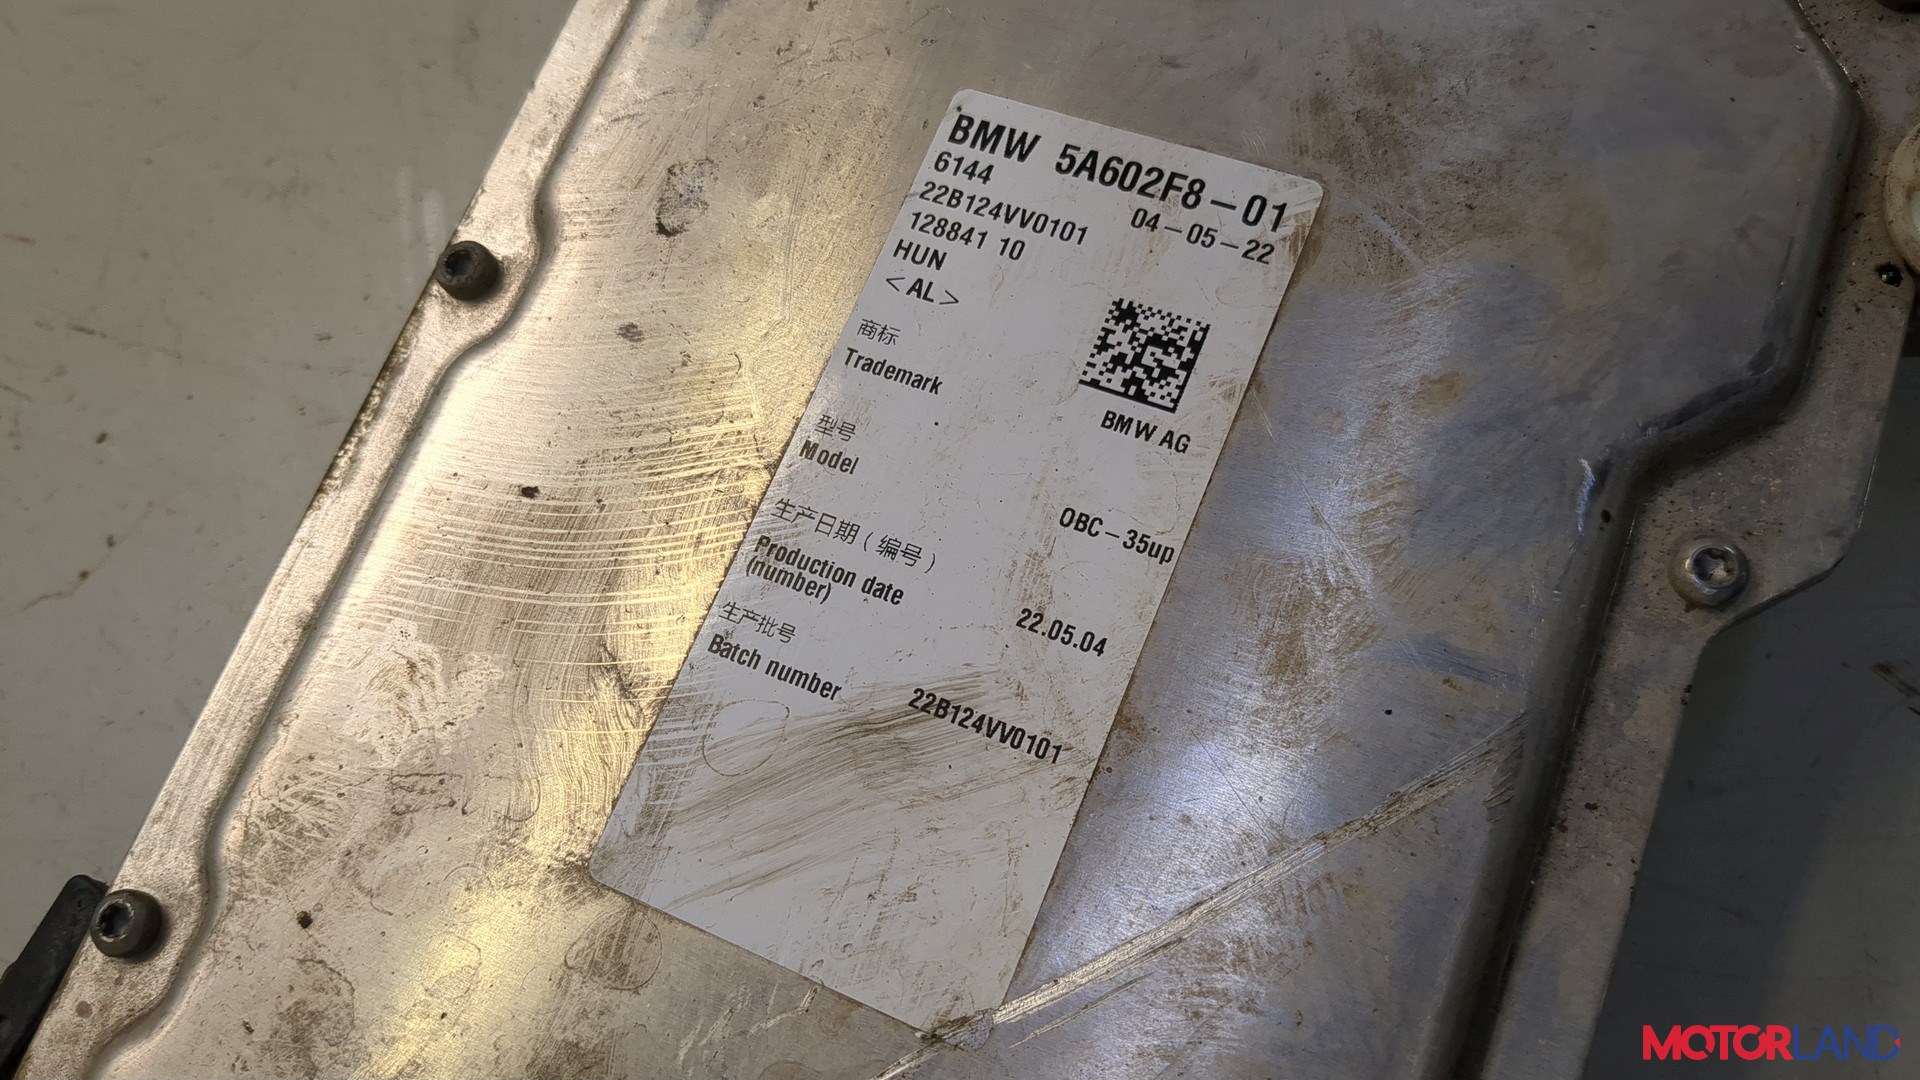 BMW 5A602F8-01
6144
22B124VV0101 04-05-22
128841 10
HUN
<AL>
BMW AG
商标
Trademark
型号
Model OBC-35up
生产日期(编号)
Production date
(number) 22.05.04
生产批号
Batch number 22B124VV0101
MOTORLAND